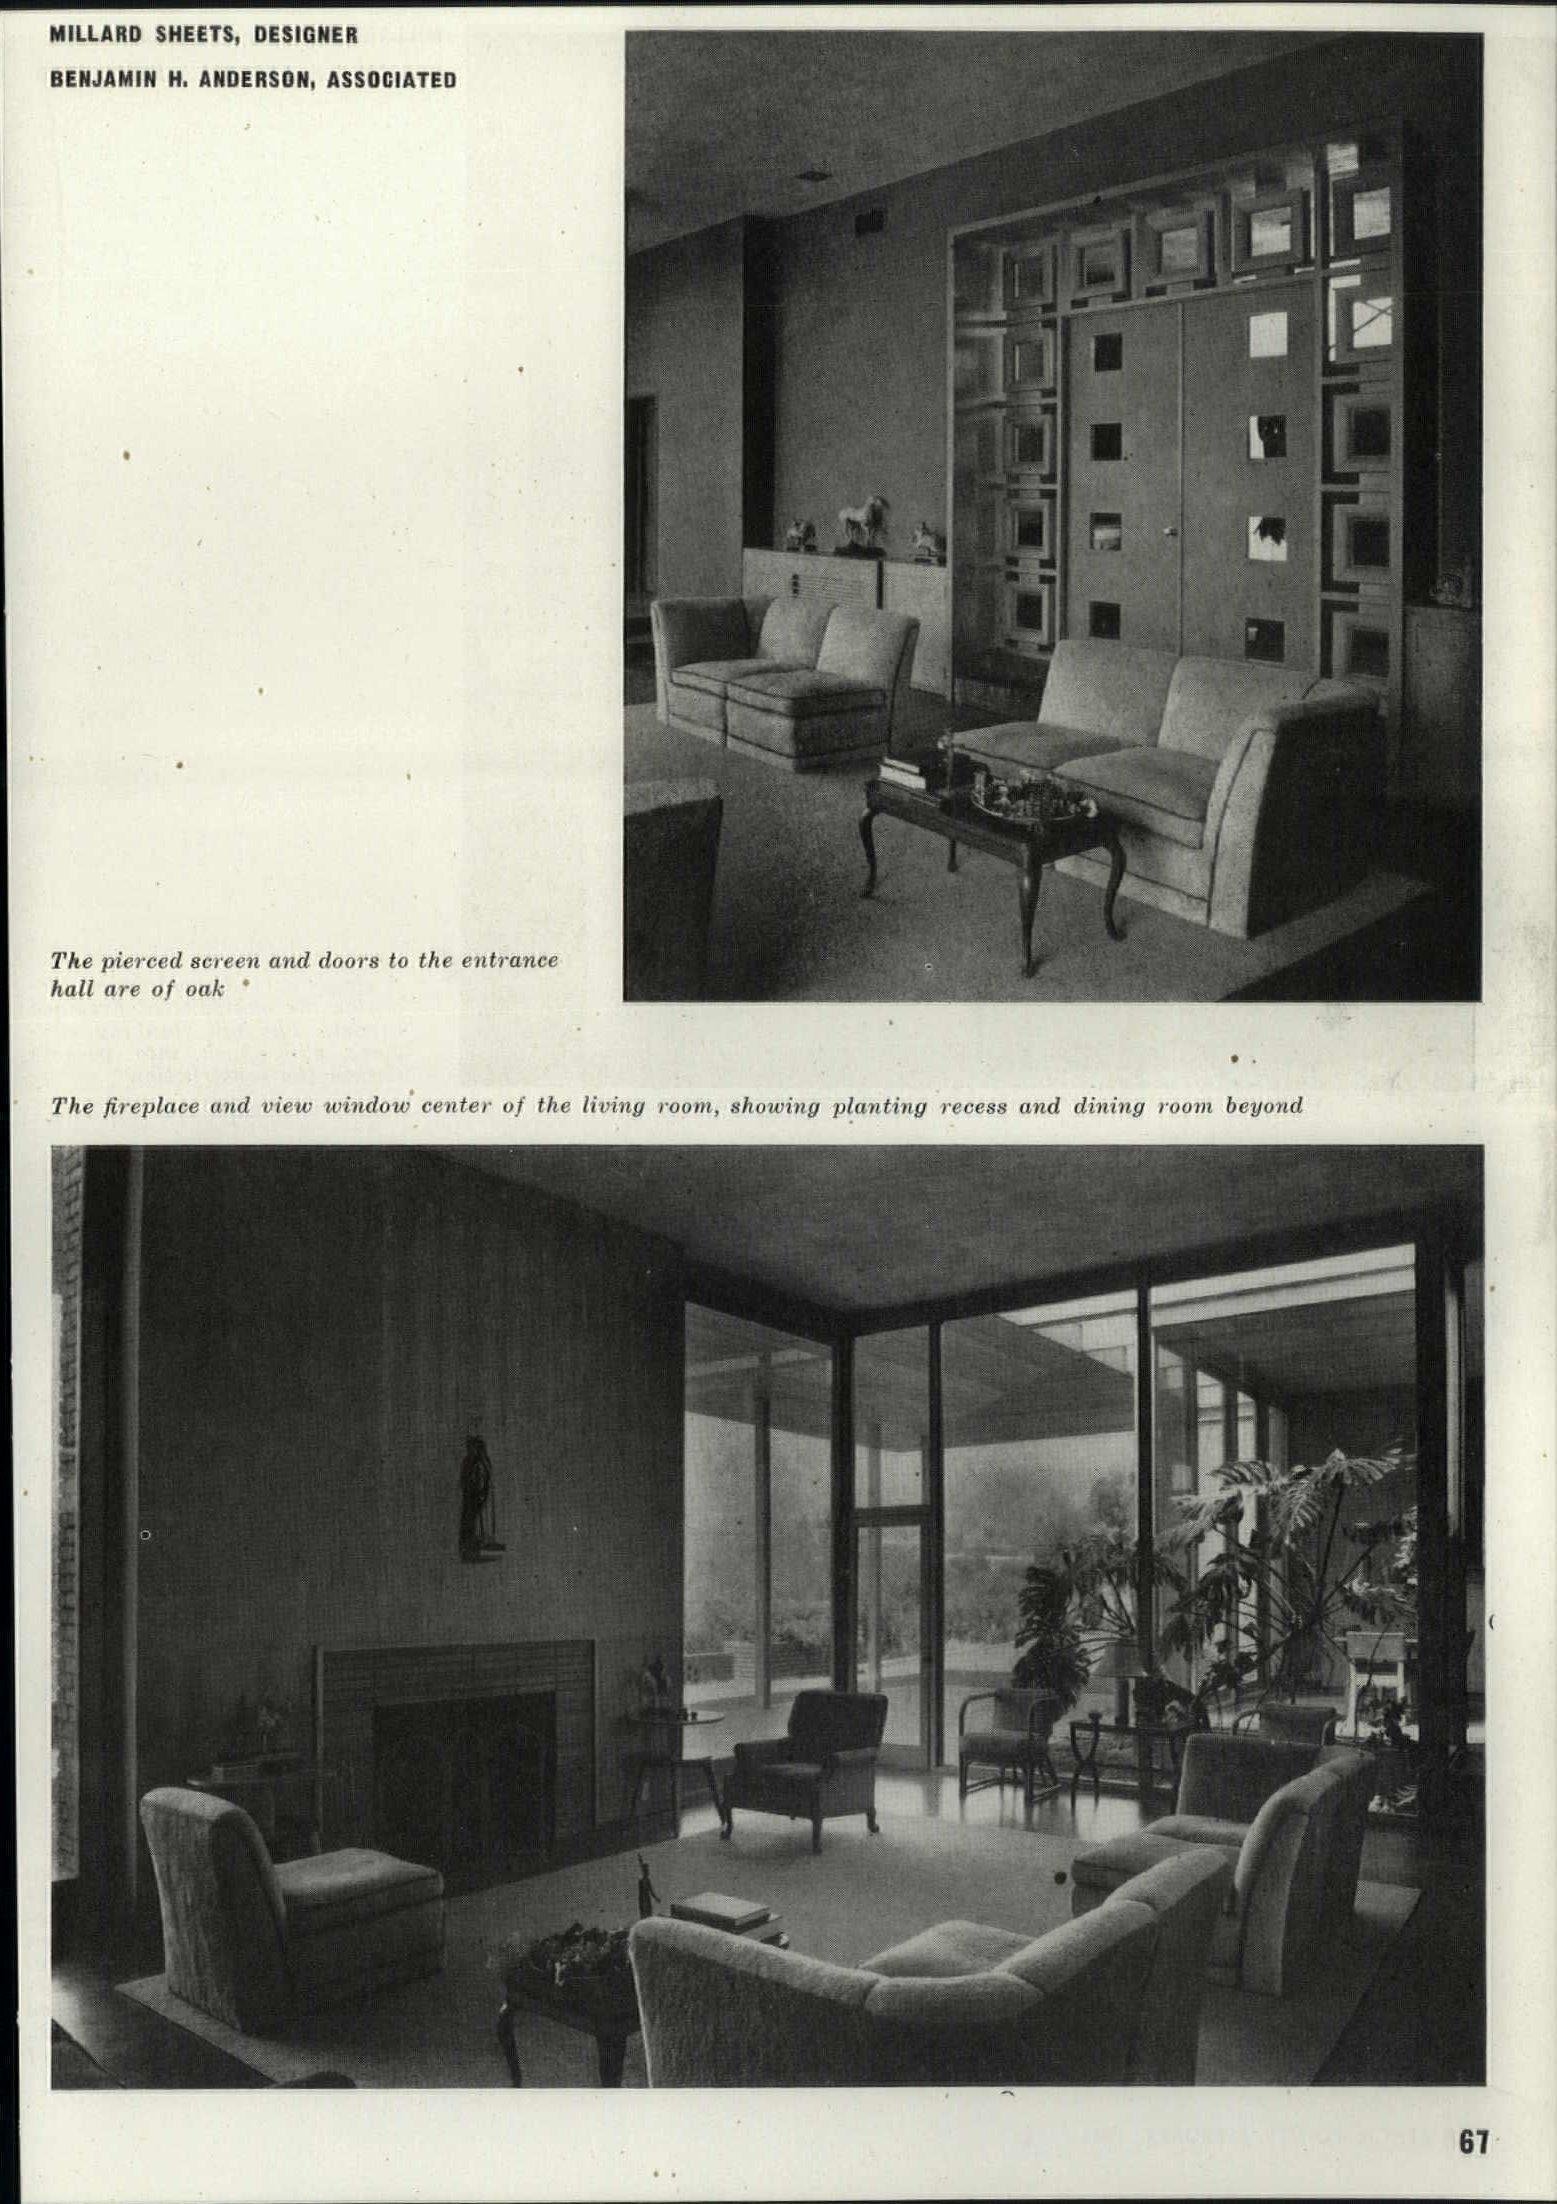 MILLARD SHEETS, DESIGNER
BENJAMIN H. ANDERSON, ASSOCIATED
The pierced screen and doors to the entrance
hall are of oak
The fireplace and view window center of the living room, showing planting recess and dining room beyond
67